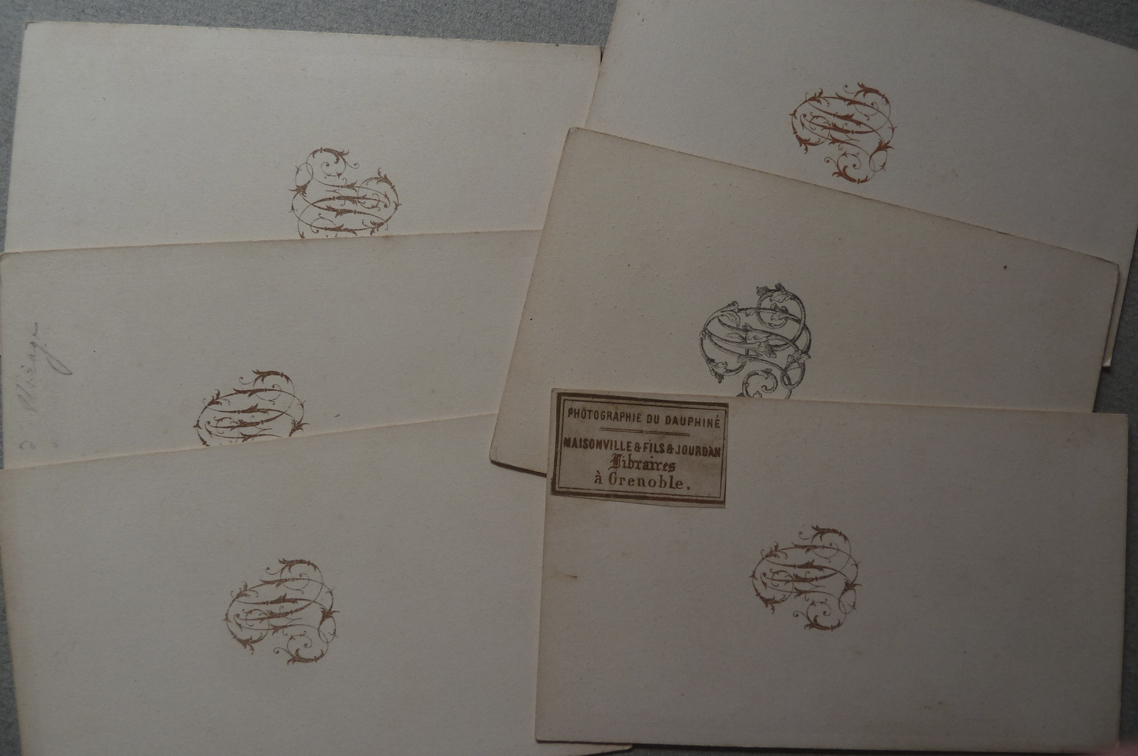 PHOTOGRAPHIE DU DAUPHINÉ
MAISONVILLE & FILS & JOURDAN
Libraires
à Grenoble.